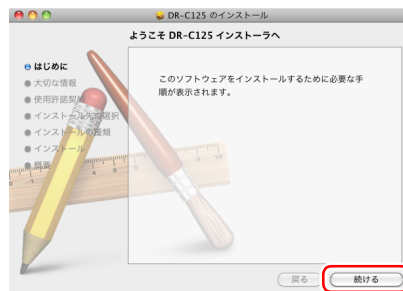 DR-C125 のインストール
ようこそ DR-C125 インストーラへ
はじめに
大切な情報
使用許諾契約
インストール先の選択
インストールの種類
インストール
概要
このソフトウェアをインストールするために必要な手
順が表示されます。
戻る
続ける